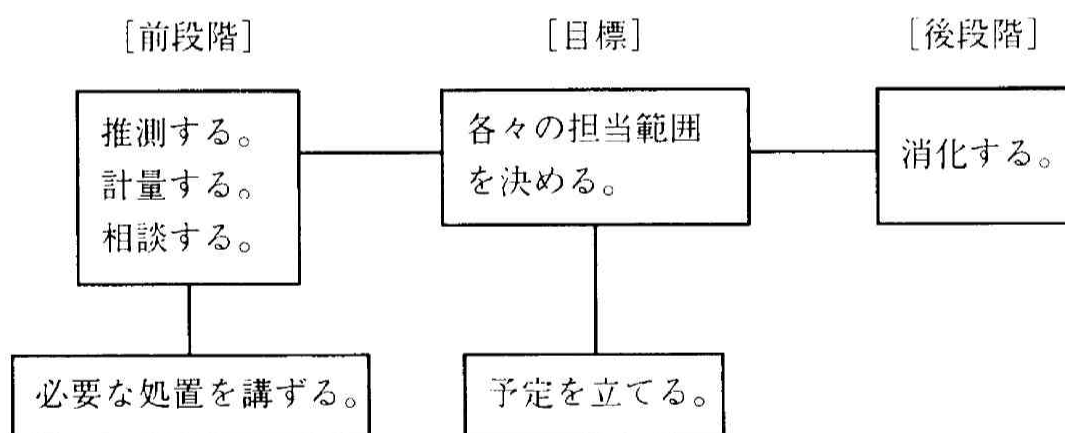 [前段階]
[目標]
[後段階]
推測する。
計量する。
相談する。
各々の担当範囲
を決める。
消化する。
必要な処置を講ずる。
予定を立てる。